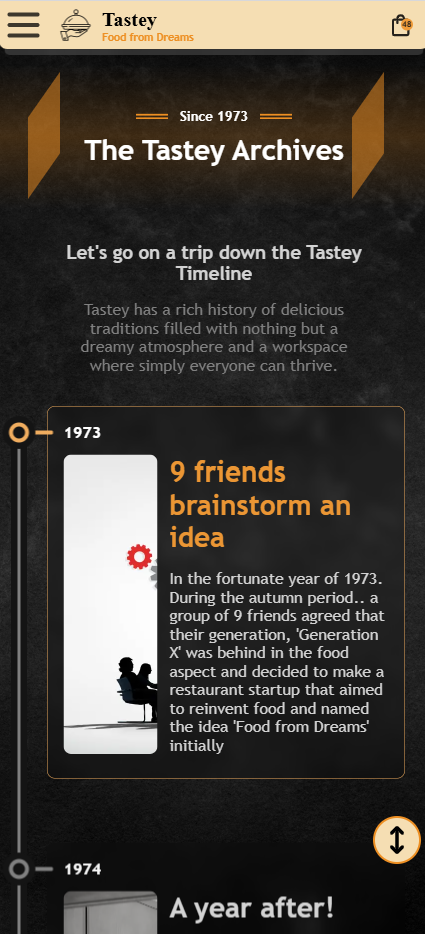 Tastey
Food from Dreams
48
Since 1973
The Tastey Archives
Let's go on a trip down the Tastey
Timeline
Tastey has a rich history of delicious
traditions filled with nothing but a
dreamy atmosphere and a workspace
where simply everyone can thrive.
1973
9 friends
brainstorm an
idea
In the fortunate year of 1973.
During the autumn period.. a
group of 9 friends agreed that
their generation, 'Generation
X' was behind in the food
aspect and decided to make a
restaurant startup that aimed
to reinvent food and named
the idea 'Food from Dreams'
initially
1974
A year after!